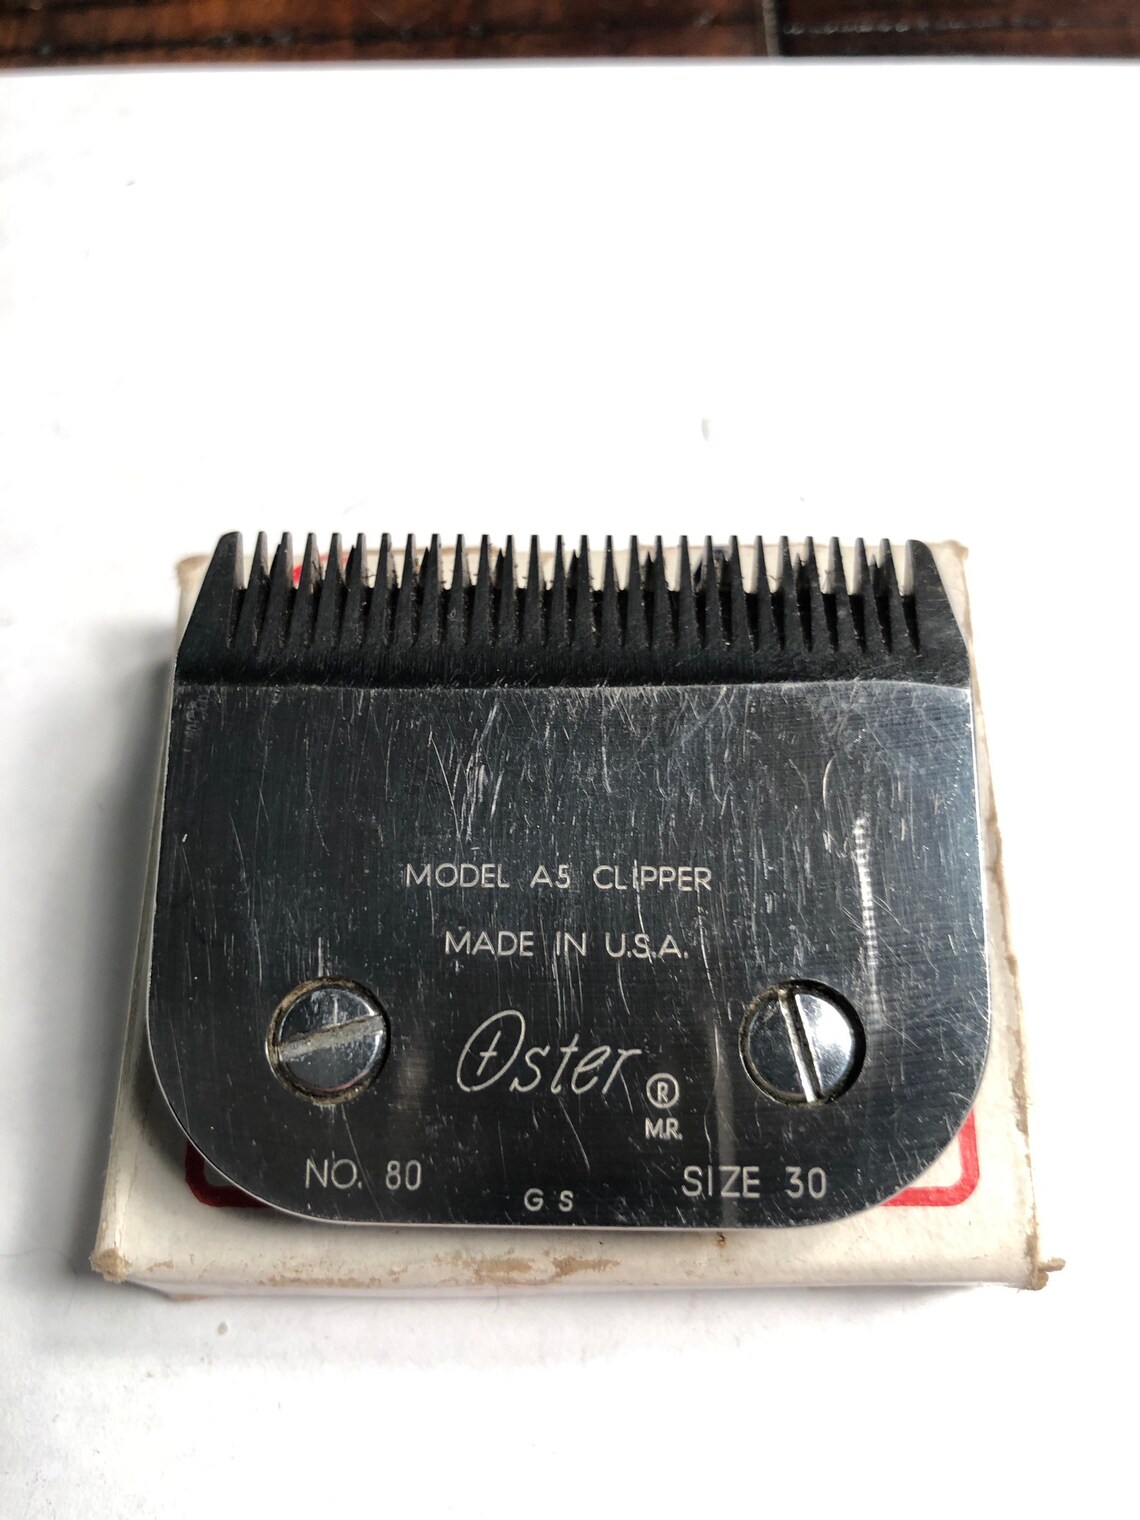 MODEL A5 CLIPPER
MADE IN U.S.A.
Oster ®
M.R.
NO. 80 SIZE 30
G S